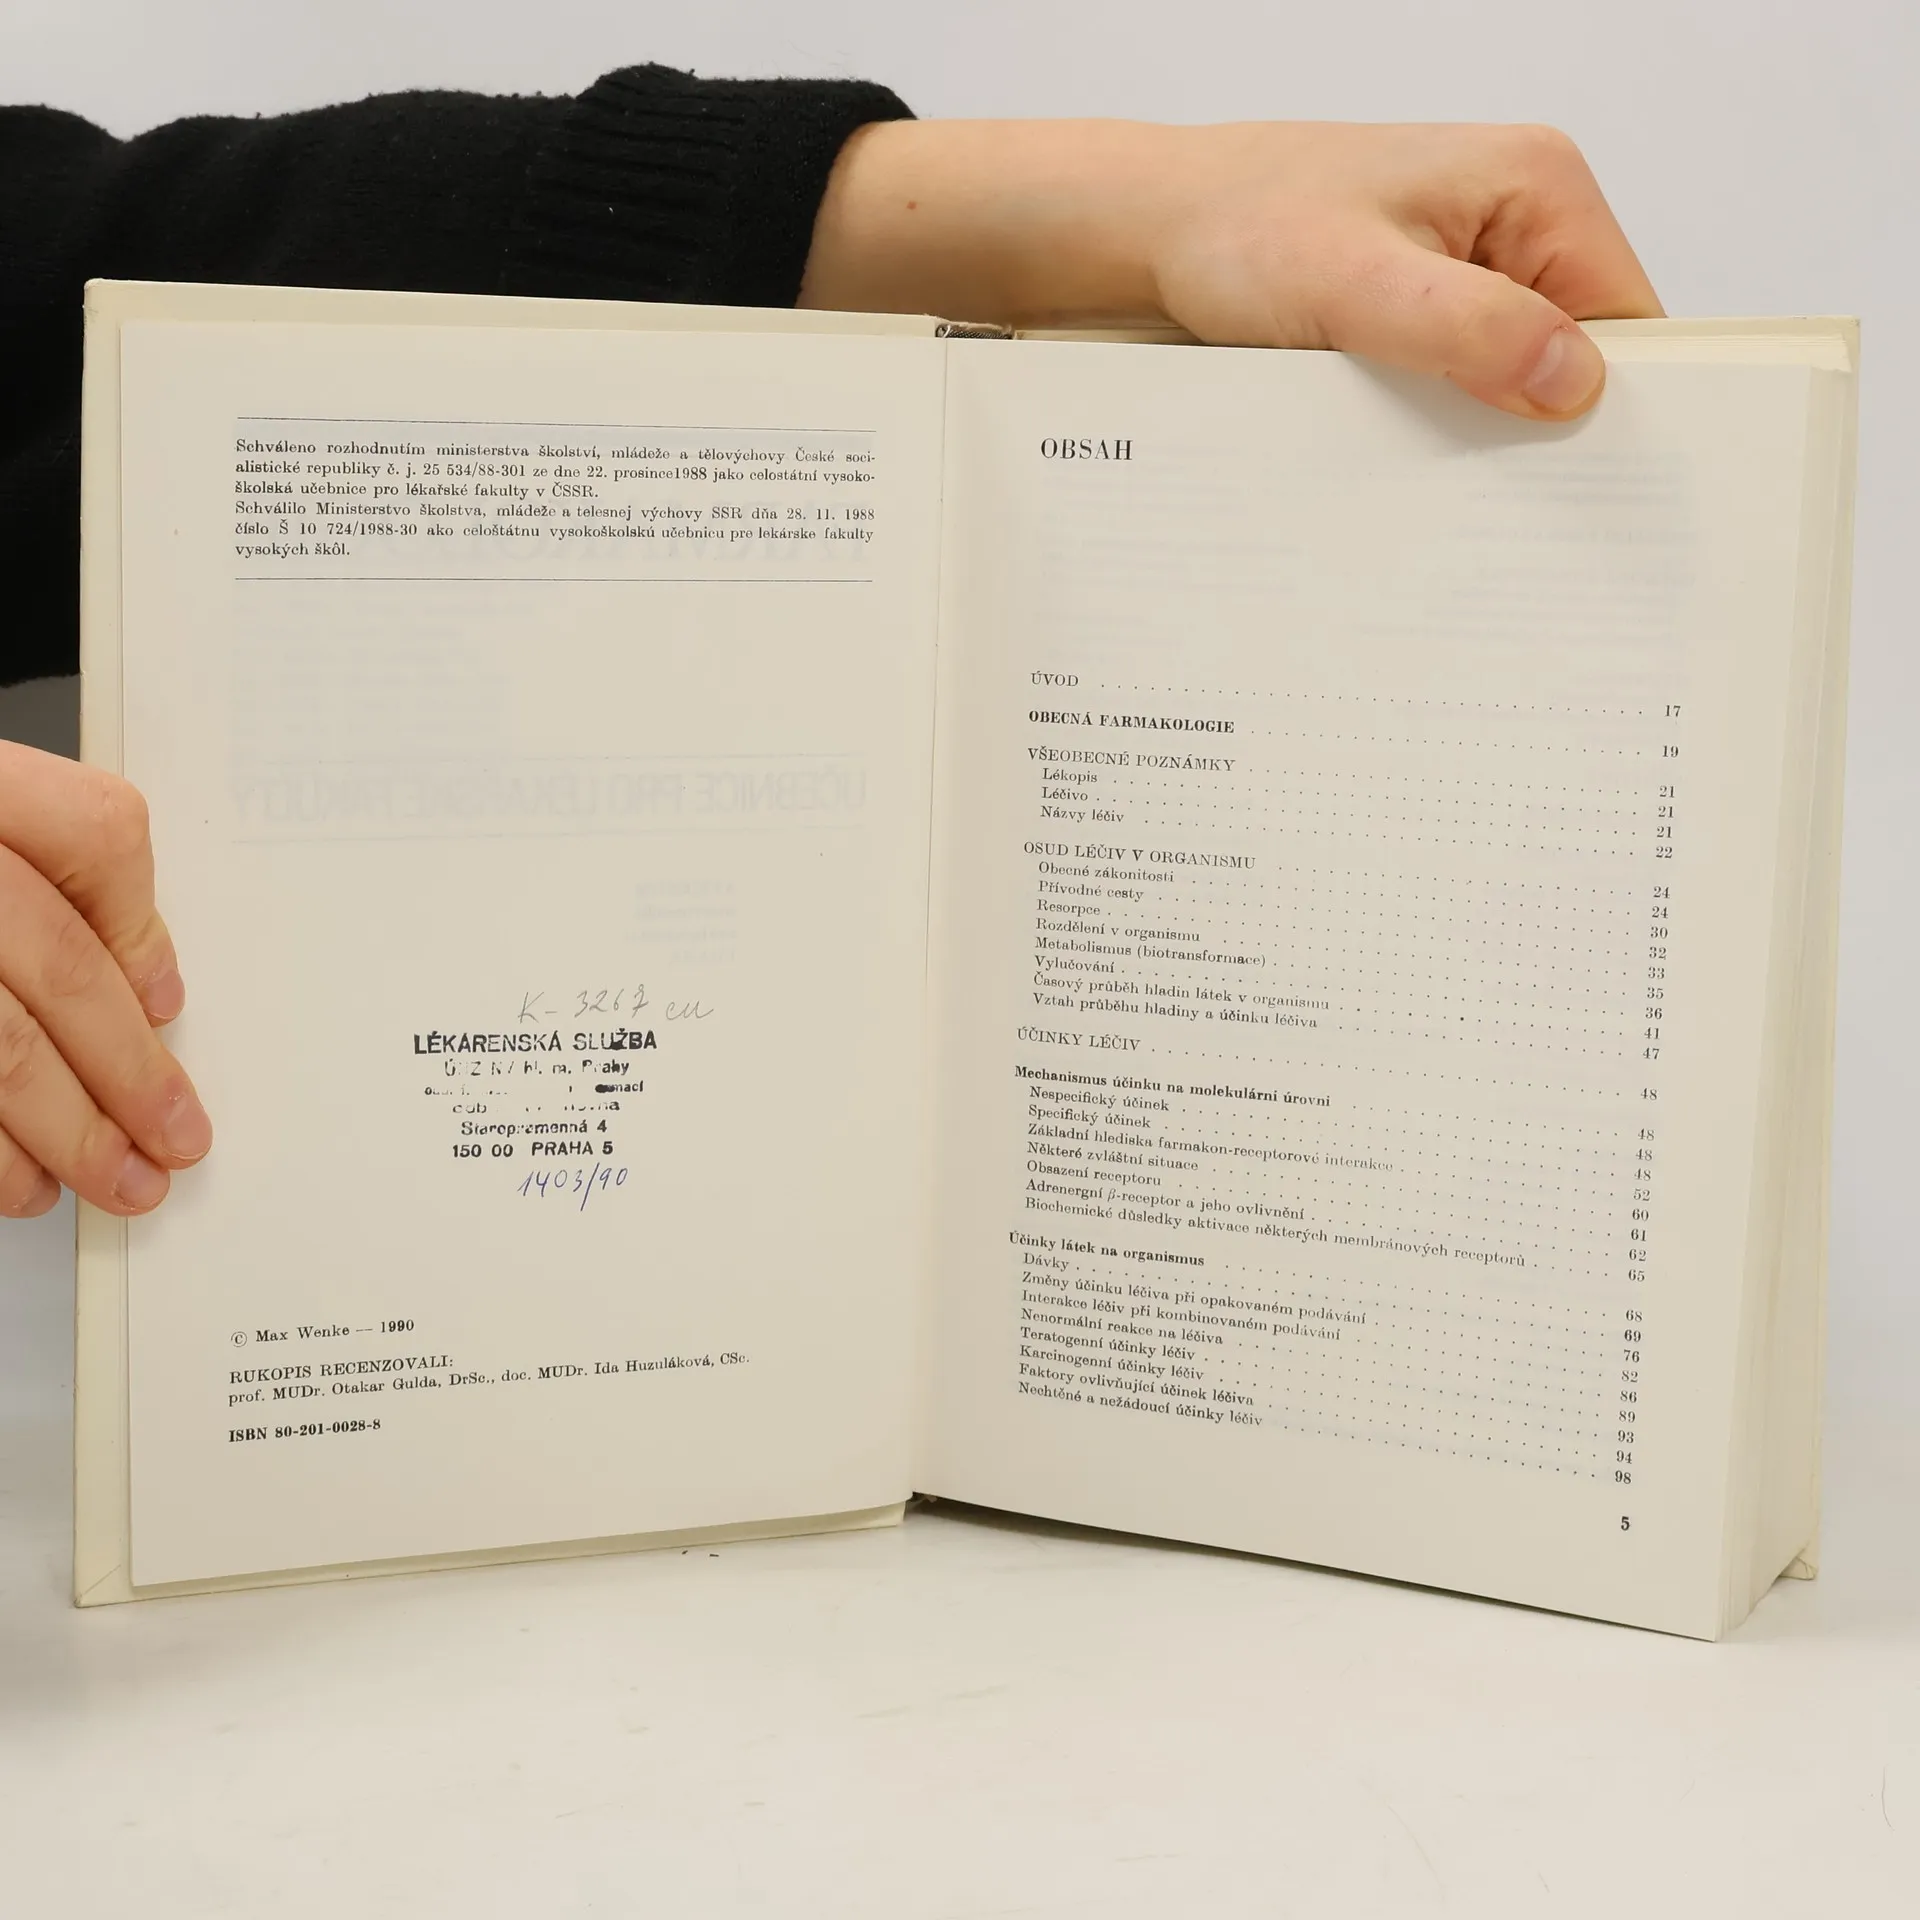 Schváleno rozhodnutím ministerstva školství, mládeže a tělovýchovy České soci-
alistické republiky č. j. 25 534/88-301 ze dne 22. prosince1988 jako celostátní vysoko-
školská učebnice pro lékařské fakulty v ČSSR.
Schválilo Ministerstvo školstva, mládeže a telesnej výchovy SSR dňa 28. 11. 1988
číslo Š 10 724/1988-30 ako celoštátnu vysokoškolskú učebnicu pre lekárske fakulty
vysokých škôl.
K- 3267
LÉKÁRENSKÁ SLUŽBA
hl. m. Prahy
Staropramenná 4
150 00 PRAHA 5
1403/90
© Max Wenke — 1990
RUKOPIS RECENZOVALI:
prof. MUDr. Otakar Gulda, DrSc., doc. MUDr. Ida Huzuláková, CSc.
ISBN 80-201-0028-8
OBSAH
ÚVOD . . . 17
OBECNÁ FARMAKOLOGIE . . . 19
VŠEOBECNÉ POZNÁMKY . . . 21
Lékopis . . . 21
Léčivo . . . 21
Názvy léčiv . . . 22
OSUD LÉČIV V ORGANISMU . . . 24
Obecné zákonitosti . . . 24
Přívodné cesty . . . 30
Resorpce . . . 32
Rozdělení v organismu . . . 33
Metabolismus (biotransformace) . . . 35
Vylučování . . . 36
Časový průběh hladin látek v organismu . . . 41
Vztah průběhu hladiny a účinku léčiva . . . 47
ÚČINKY LÉČIV . . . 48
Mechanismus účinku na molekulární úrovni . . . 48
Nespecifický účinek . . . 48
Specifický účinek . . . 48
Základní hlediska farmakon-receptorové interakce . . . 52
Některé zvláštní situace . . . 60
Obsazení receptoru . . . 61
Adrenergní β-receptor a jeho ovlivnění . . . 62
Biochemické důsledky aktivace některých membránových receptorů . . . 65
Účinky látek na organismus . . . 68
Dávky . . . 69
Změny účinku léčiva při opakovaném podávání . . . 76
Interakce léčiv při kombinovaném podávání . . . 82
Nenormální reakce na léčiva . . . 86
Teratogenní účinky léčiv . . . 89
Karcinogenní účinky léčiv . . . 93
Faktory ovlivňující účinek léčiva . . . 94
Nechtěné a nežádoucí účinky léčiv . . . 98
5